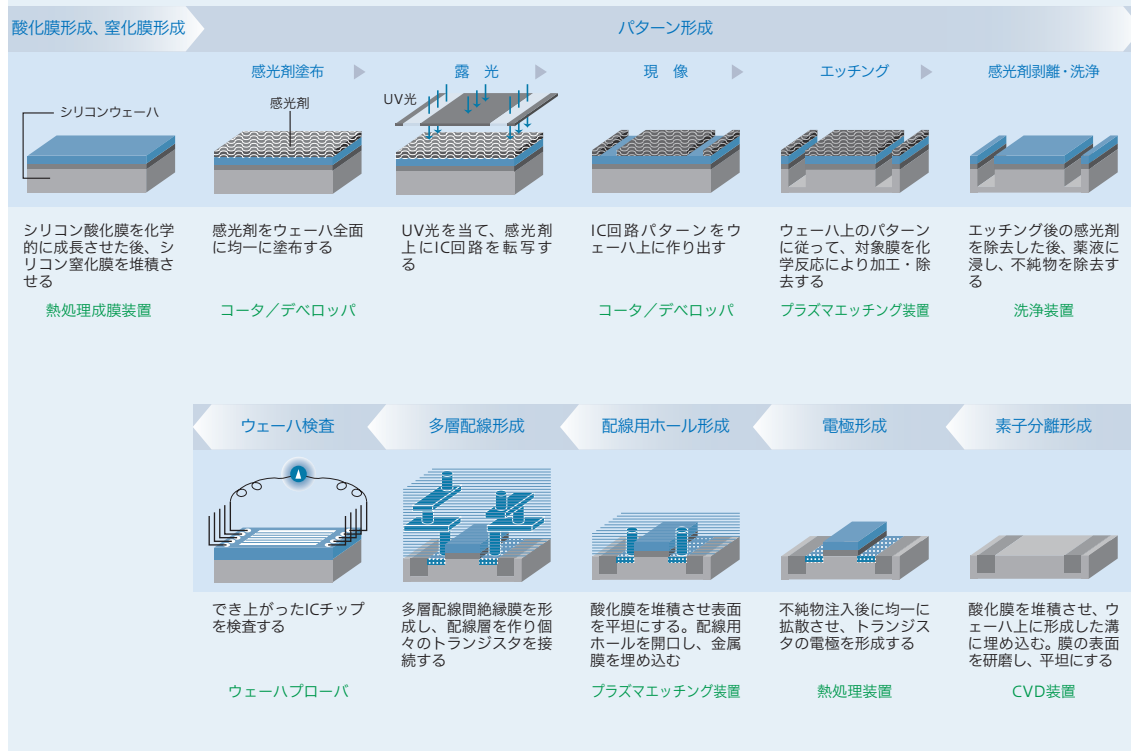 酸化膜形成、窒化膜形成
パターン形成
感光剤塗布
露 光
現 像
エッチング
感光剤剥離・洗浄
シリコンウェーハ
感光剤
UV光
シリコン酸化膜を化学
的に成長させた後、シ
リコン窒化膜を堆積さ
せる
熱処理成膜装置
感光剤をウェーハ全面
に均一に塗布する
コータ/デベロッパ
UV光を当て、感光剤
上にIC回路を転写す
る
IC回路パターンをウ
ェーハ上に作り出す
コータ/デベロッパ
ウェーハ上のパターン
に従って、対象膜を化
学反応により加工・除
去する
プラズマエッチング装置
エッチング後の感光剤
を除去した後、薬液に
浸し、不純物を除去す
る
洗浄装置
ウェーハ検査
多層配線形成
配線用ホール形成
電極形成
素子分離形成
でき上がったICチップ
を検査する
ウェーハプローバ
多層配線間絶縁膜を形
成し、配線層を作り個
々のトランジスタを接
続する
酸化膜を堆積させ表面
を平坦にする。配線用
ホールを開口し、金属
膜を埋め込む
プラズマエッチング装置
不純物注入後に均一に
拡散させ、トランジス
タの電極を形成する
熱処理装置
酸化膜を堆積させ、ウ
ェーハ上に形成した溝
に埋め込む。膜の表面
を研磨し、平坦にする
CVD装置